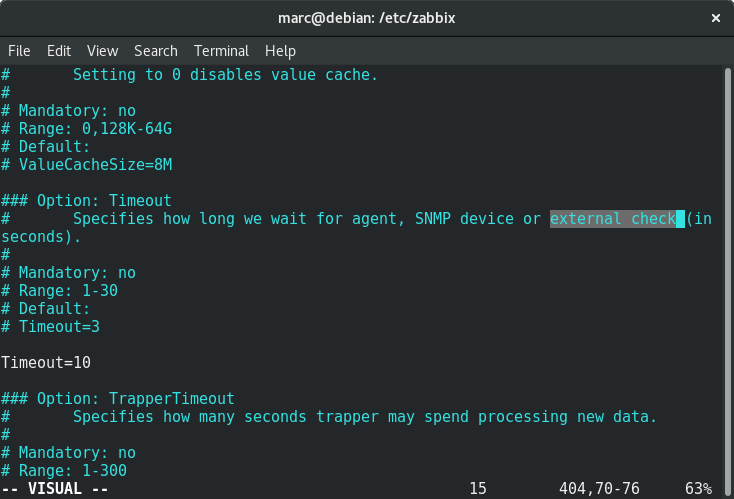 marc@debian: /etc/zabbix ×
File Edit View Search Terminal Help
#       Setting to 0 disables value cache.
#
# Mandatory: no
# Range: 0,128K-64G
# Default:
# ValueCacheSize=8M

### Option: Timeout
#       Specifies how long we wait for agent, SNMP device or external check (in
seconds).
#
# Mandatory: no
# Range: 1-30
# Default:
# Timeout=3

Timeout=10

### Option: TrapperTimeout
#       Specifies how many seconds trapper may spend processing new data.
#
# Mandatory: no
# Range: 1-300
-- VISUAL --                                        15        404,70-76     63%